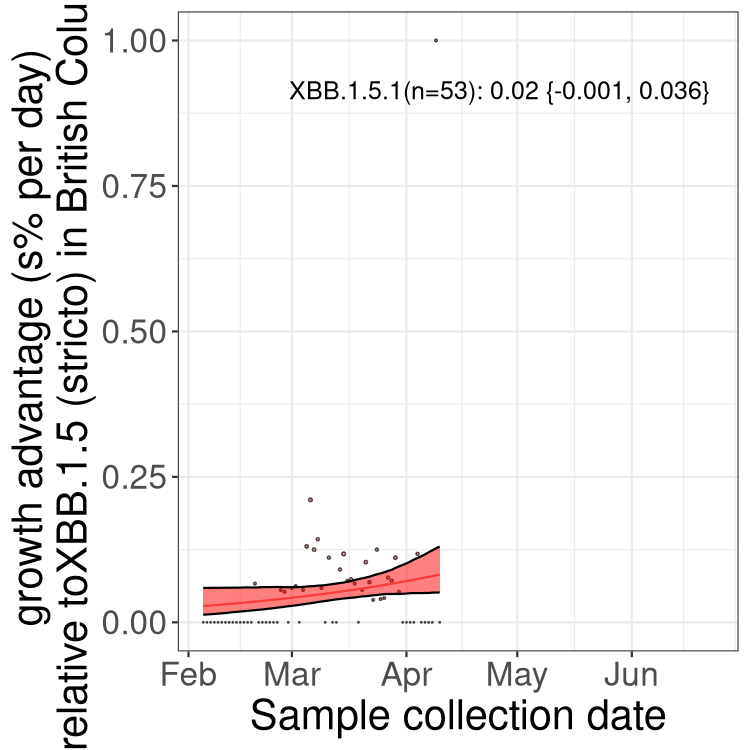 growth advantage (s% per day)
relative toXBB.1.5 (stricto) in British Colu
1.00
0.75
0.50
0.25
0.00
XBB.1.5.1(n=53): 0.02 {-0.001, 0.036}
Feb Mar Apr May Jun
Sample collection date